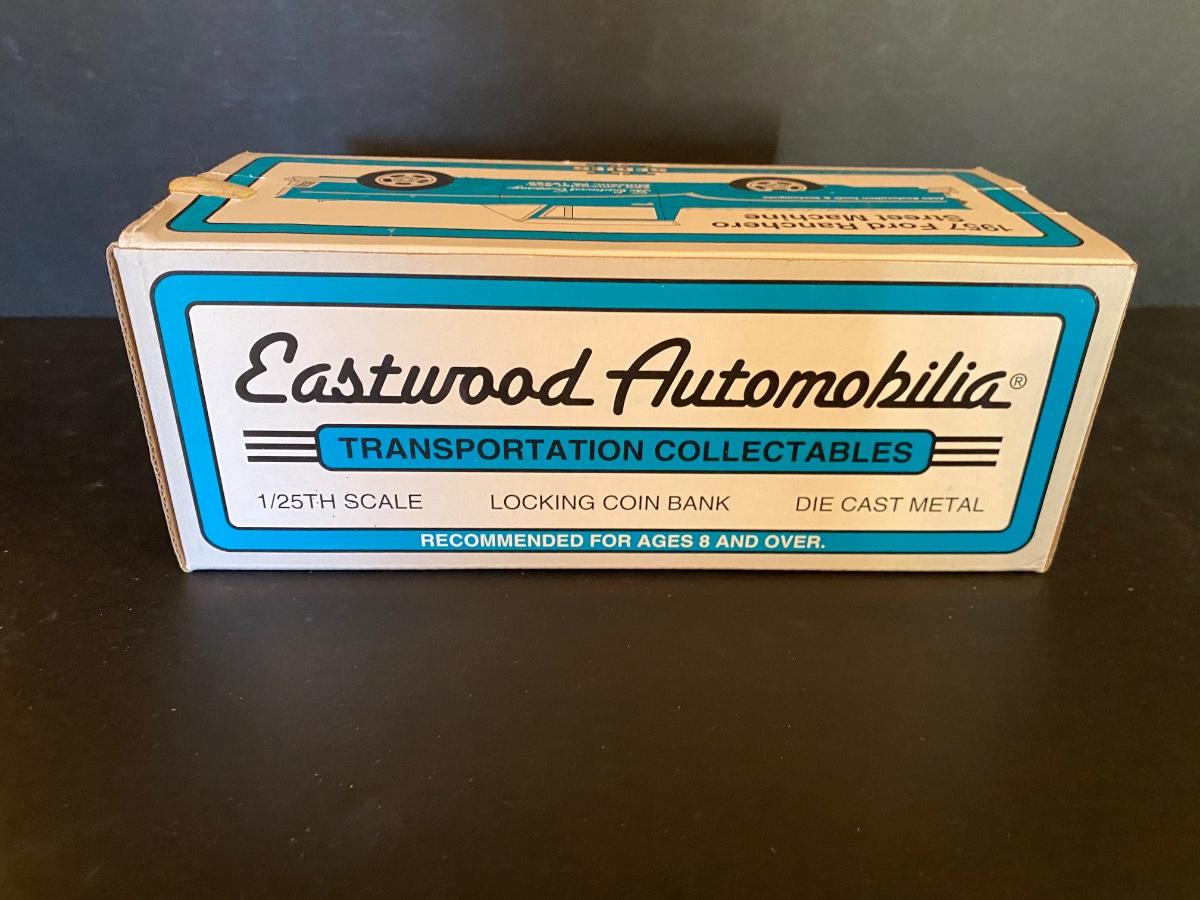 1957 Ford Ranchero
Street Machine
Eastwood Automobilia®
TRANSPORTATION COLLECTABLES
1/25TH SCALE LOCKING COIN BANK DIE CAST METAL
RECOMMENDED FOR AGES 8 AND OVER.